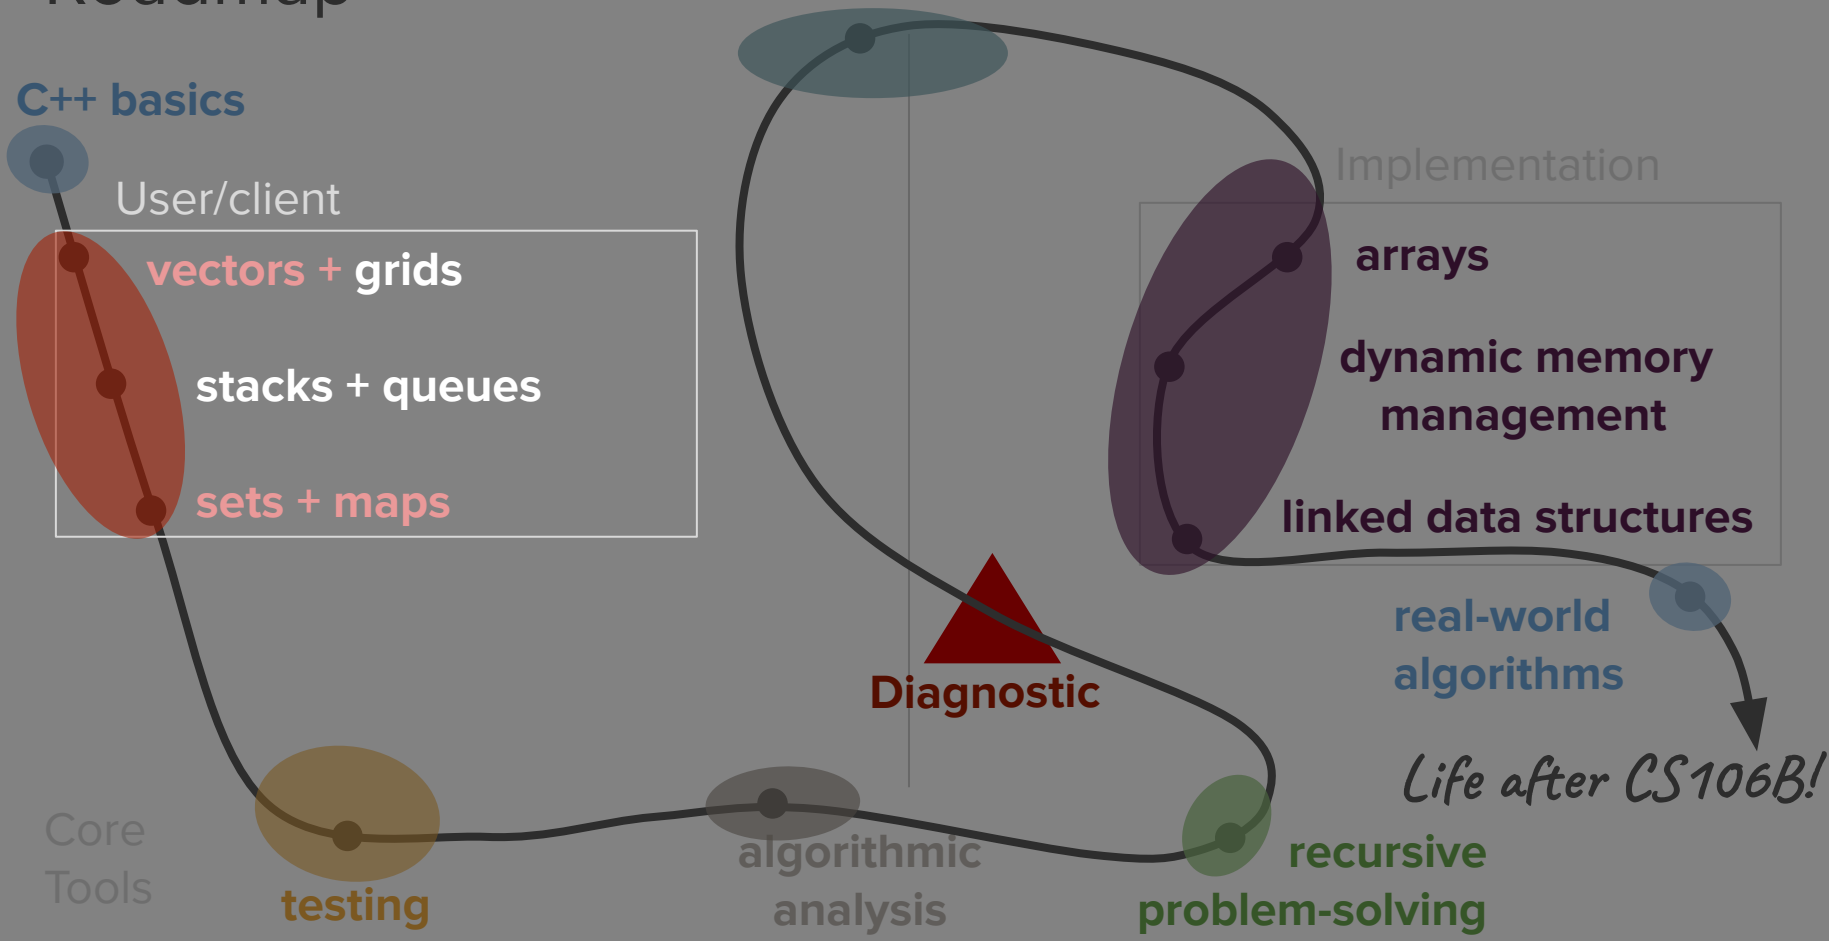 Roadmap
C++ basics
User/client
vectors + grids
stacks + queues
sets + maps
Implementation
arrays
dynamic memory
management
linked data structures
real-world
algorithms
Diagnostic
Life after CS106B!
Core
Tools
testing
algorithmic
analysis
recursive
problem-solving